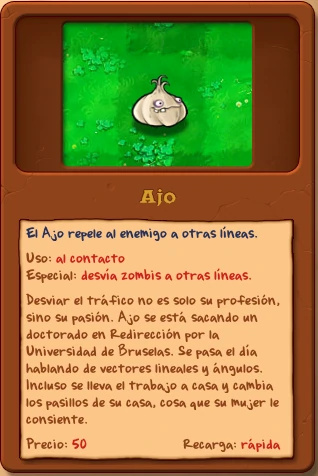 Ajo
El Ajo repele al enemigo a otras líneas.
Uso: al contacto
Especial: desvía zombis a otras líneas.
Desviar el tráfico no es solo su profesión,
sino su pasión. Ajo se está sacando un
doctorado en Redirección por la
Universidad de Bruselas. Se pasa el día
hablando de vectores lineales y ángulos.
Incluso se lleva el trabajo a casa y cambia
los pasillos de su casa, cosa que su mujer le
consiente.
Precio: 50 Recarga: rápida